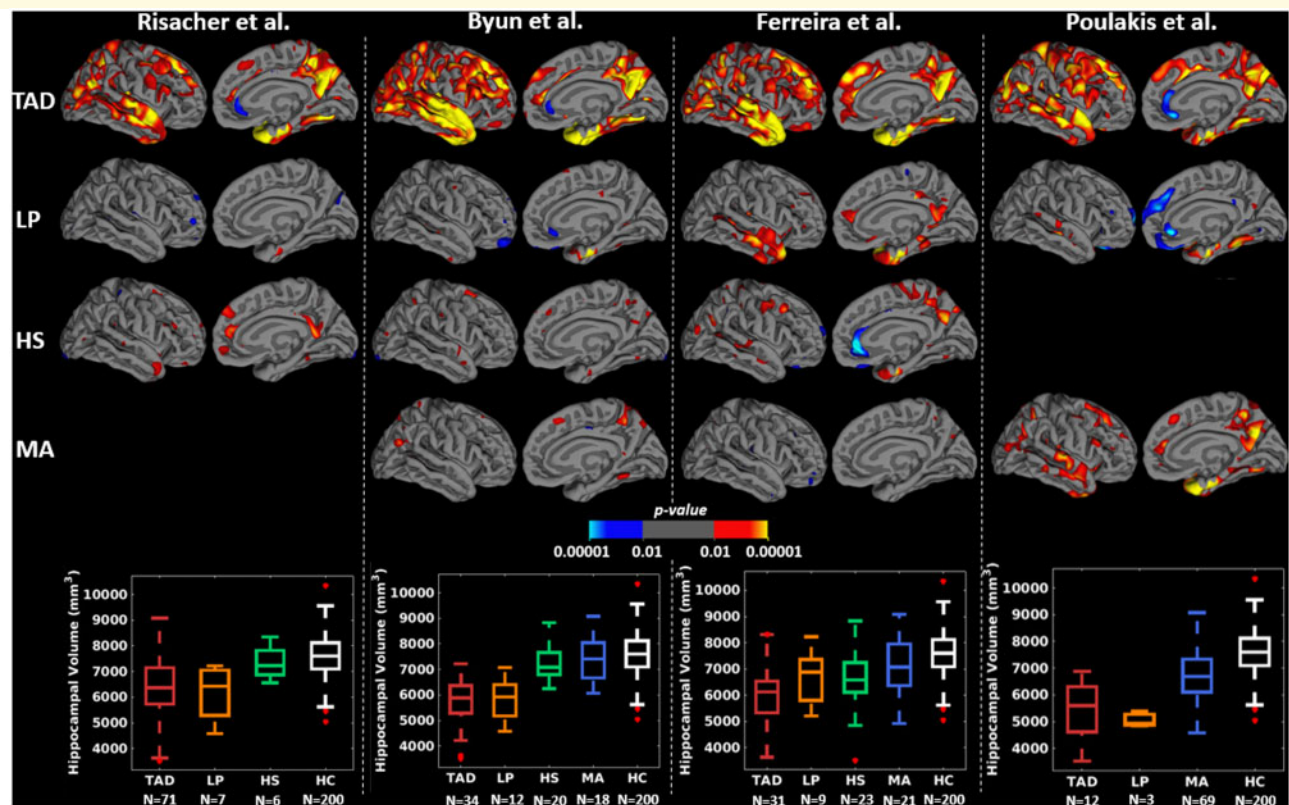 Risacher et al. Byun et al. Ferreira et al. Poulakis et al.
TAD
LP
HS
MA
p-value
0.00001 0.01 0.01 0.00001
Hippocampal Volume (mm³)
10000
9000
8000
7000
6000
5000
4000
TAD LP HS HC
N=71 N=7 N=6 N=200
Hippocampal Volume (mm³)
10000
9000
8000
7000
6000
5000
4000
TAD LP HS MA HC
N=34 N=12 N=20 N=18 N=200
Hippocampal Volume (mm³)
10000
9000
8000
7000
6000
5000
4000
TAD LP HS MA HC
N=31 N=9 N=23 N=21 N=200
Hippocampal Volume (mm³)
10000
9000
8000
7000
6000
5000
4000
TAD LP MA HC
N=12 N=3 N=69 N=200